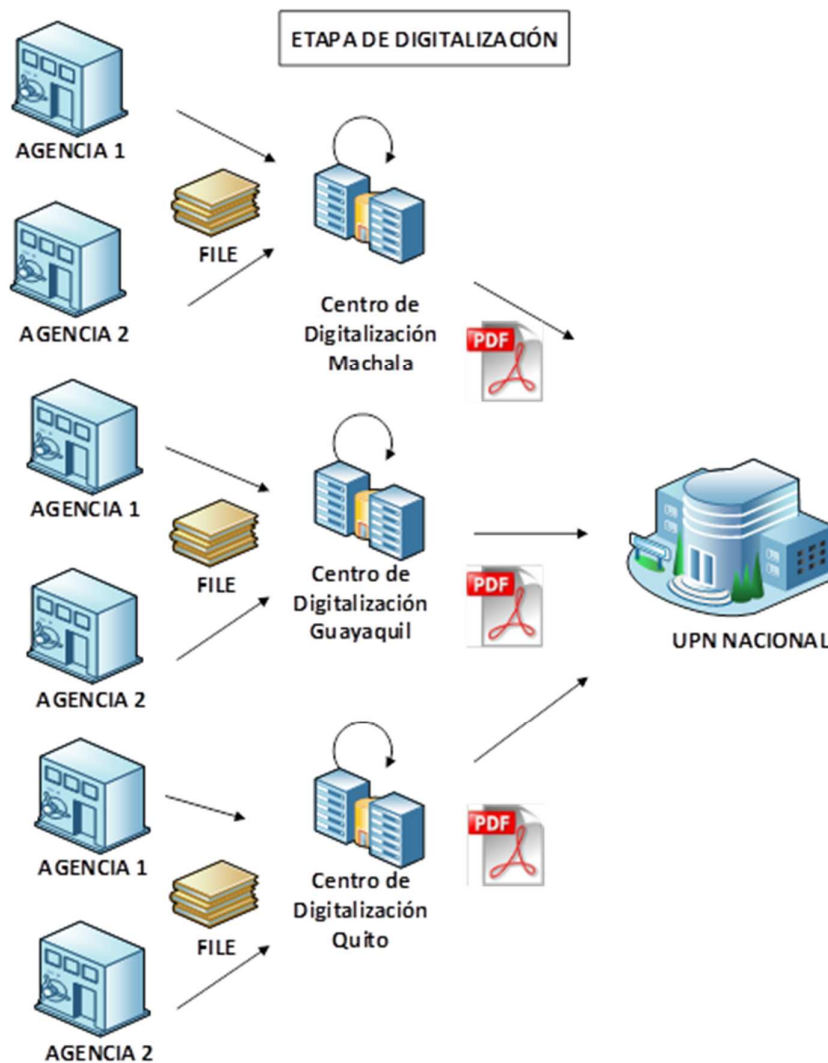 ETAPA DE DIGITALIZACIÓN
AGENCIA 1
FILE
AGENCIA 2
Centro de
Digitalización
Machala
PDF
AGENCIA 1
FILE
AGENCIA 2
Centro de
Digitalización
Guayaquil
PDF
UPN NACIONAL
AGENCIA 1
FILE
AGENCIA 2
Centro de
Digitalización
Quito
PDF